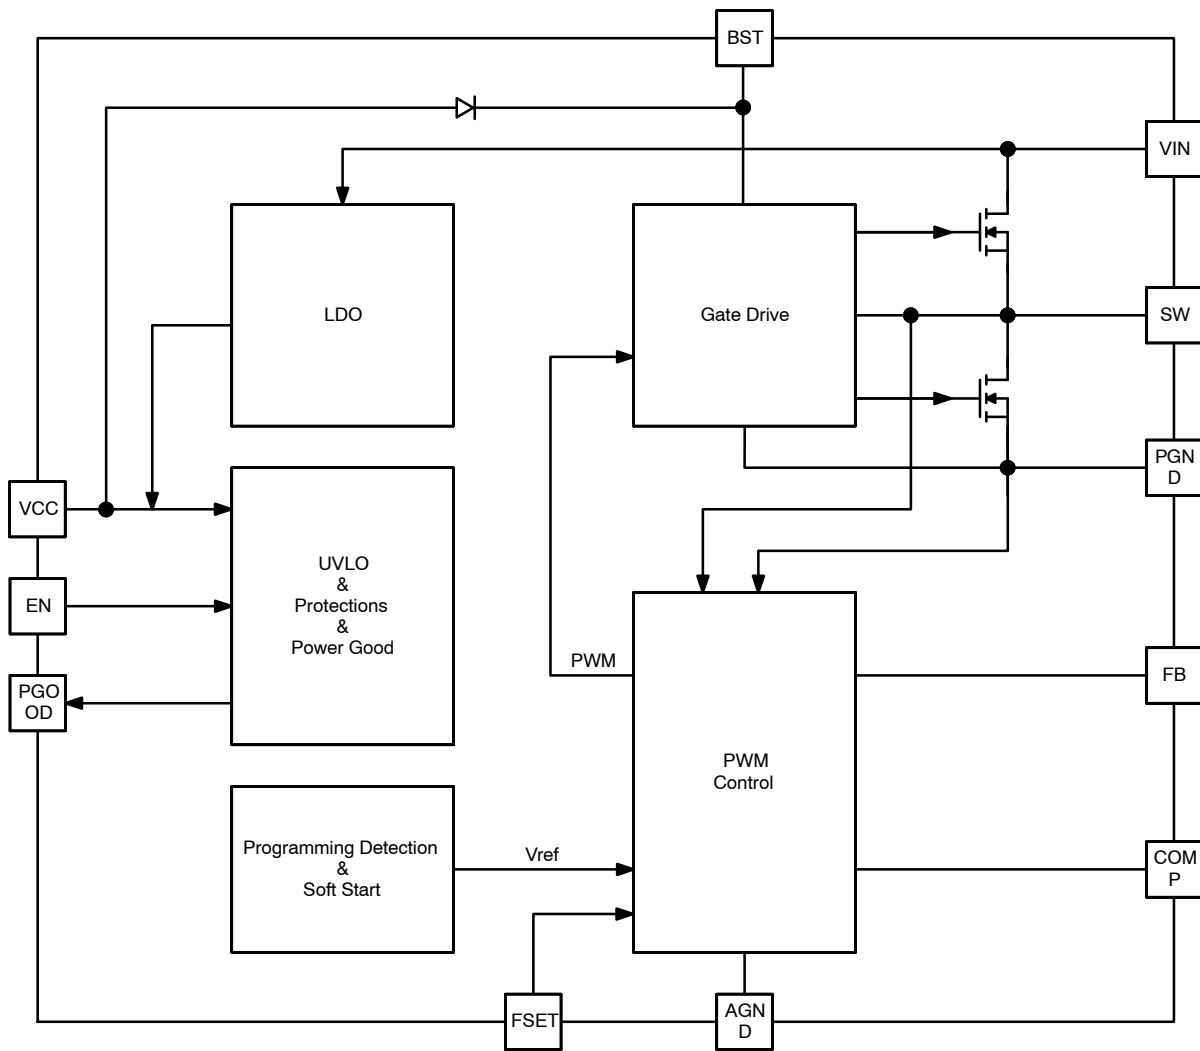 BST
VIN
LDO
Gate Drive
SW
PGN
D
VCC
UVLO
&
Protections
&
Power Good
EN
PWM
FB
PGO
OD
PWM
Control
Programming Detection
&
Soft Start
Vref
COM
P
FSET
AGN
D